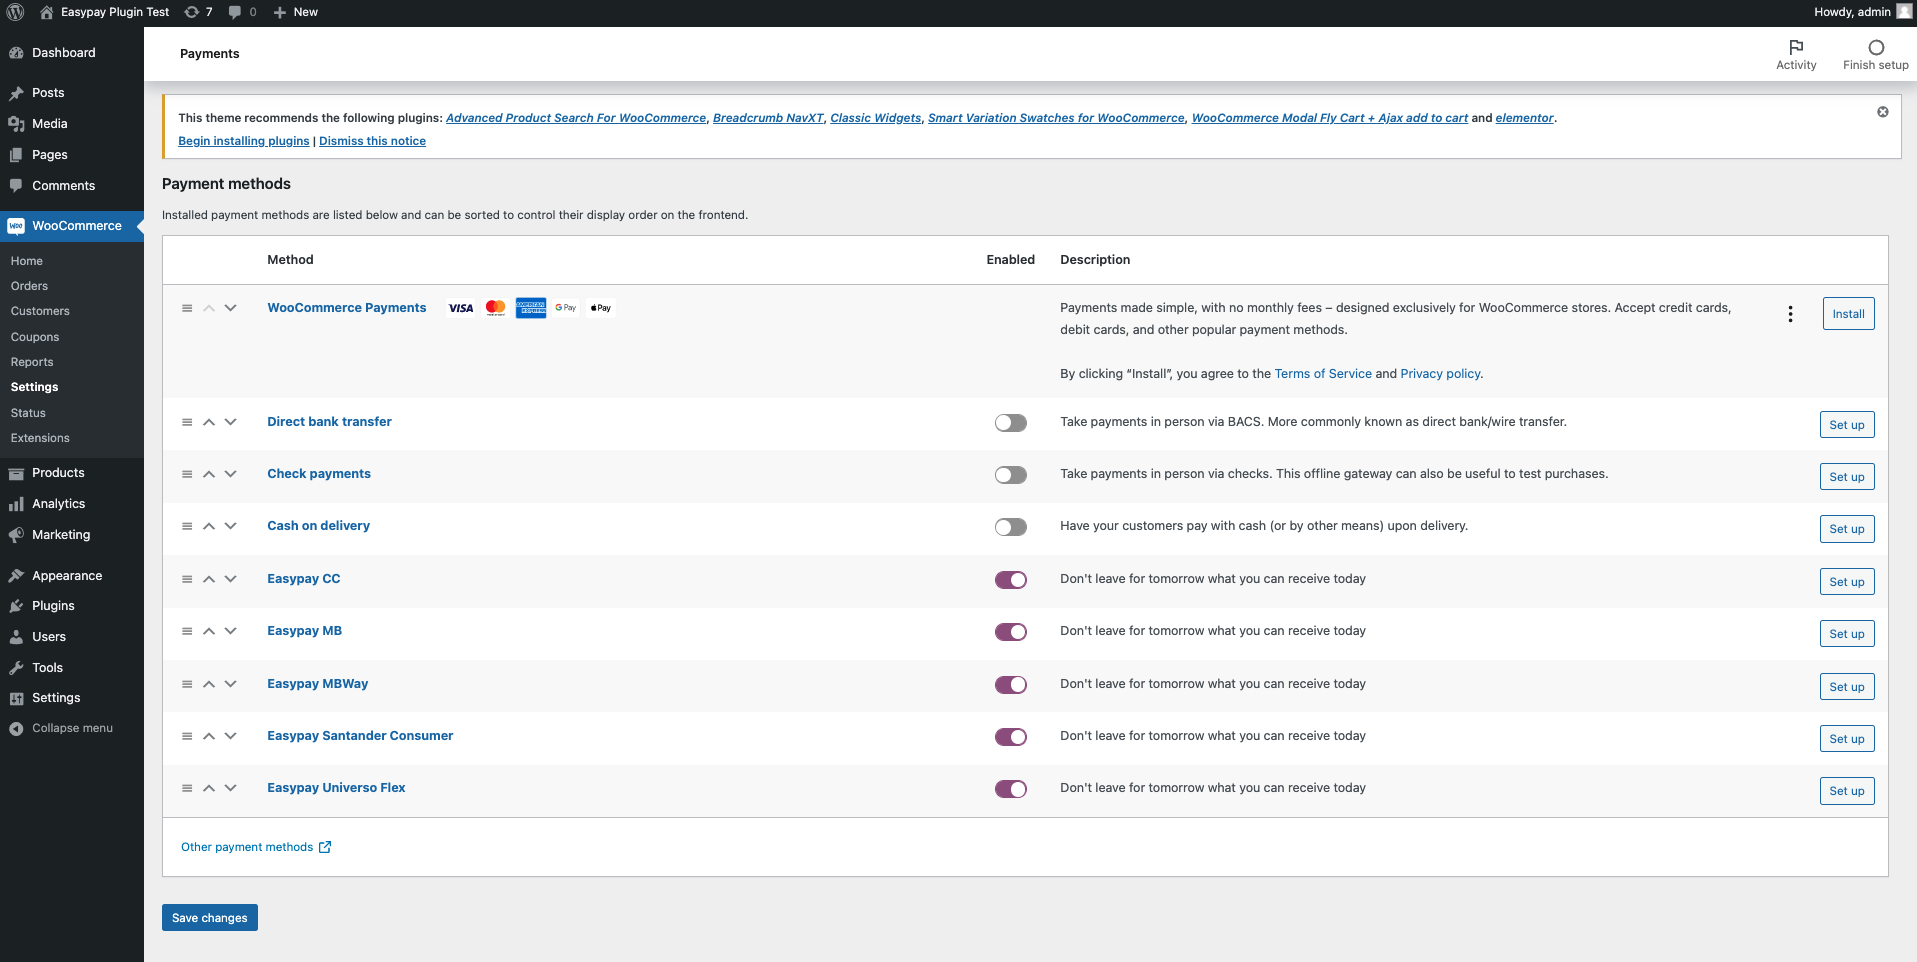 Easypay Plugin Test 7 0 New Howdy, admin
Dashboard
Posts
Media
Pages
Comments
WooCommerce
Home
Orders
Customers
Coupons
Reports
Settings
Status
Extensions
Products
Analytics
Marketing
Appearance
Plugins
Users
Tools
Settings
Collapse menu
Payments
Activity
Finish setup
This theme recommends the following plugins: Advanced Product Search For WooCommerce, Breadcrumb NavXT, Classic Widgets, Smart Variation Swatches for WooCommerce, WooCommerce Modal Fly Cart + Ajax add to cart and elementor.
Begin installing plugins | Dismiss this notice
Payment methods
Installed payment methods are listed below and can be sorted to control their display order on the frontend.
Method Enabled Description
WooCommerce Payments VISA AMERICAN EXPRESS G Pay Pay Payments made simple, with no monthly fees – designed exclusively for WooCommerce stores. Accept credit cards, Install
debit cards, and other popular payment methods.
By clicking “Install”, you agree to the Terms of Service and Privacy policy.
Direct bank transfer Take payments in person via BACS. More commonly known as direct bank/wire transfer. Set up
Check payments Take payments in person via checks. This offline gateway can also be useful to test purchases. Set up
Cash on delivery Have your customers pay with cash (or by other means) upon delivery. Set up
Easypay CC Don't leave for tomorrow what you can receive today Set up
Easypay MB Don't leave for tomorrow what you can receive today Set up
Easypay MBWay Don't leave for tomorrow what you can receive today Set up
Easypay Santander Consumer Don't leave for tomorrow what you can receive today Set up
Easypay Universo Flex Don't leave for tomorrow what you can receive today Set up
Other payment methods
Save changes